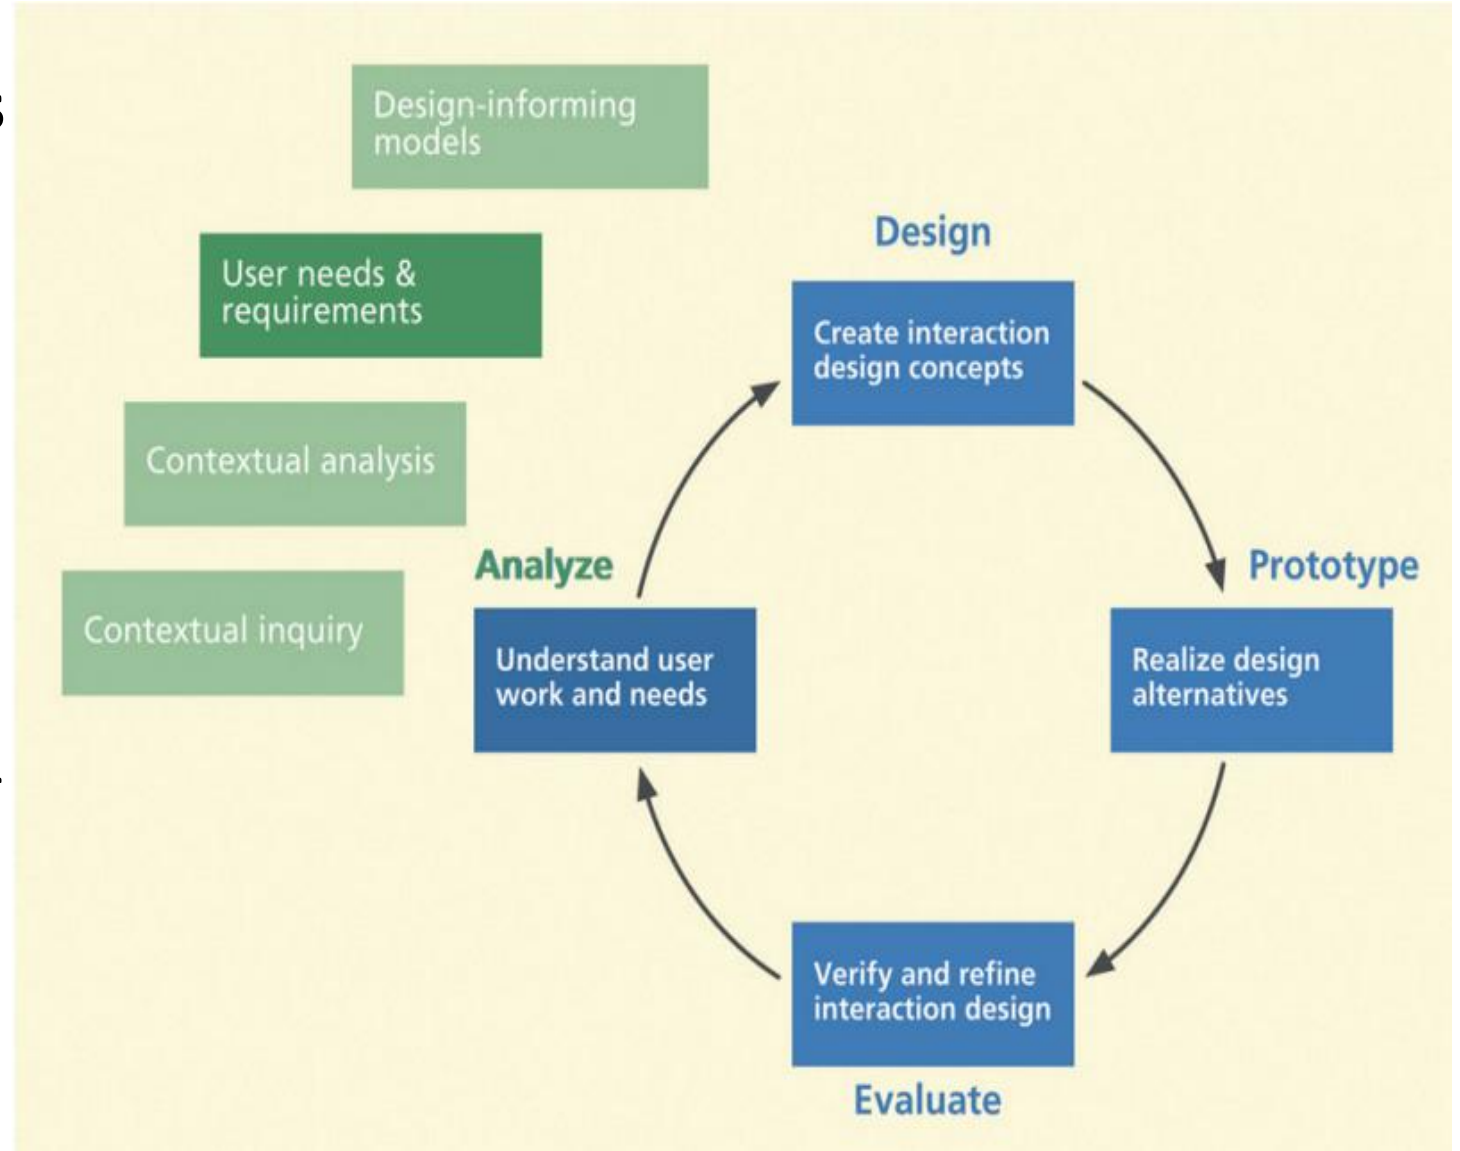 Design-informing
models
User needs &
requirements
Contextual analysis
Contextual inquiry
Design
Create interaction
design concepts
Analyze
Understand user
work and needs
Prototype
Realize design
alternatives
Verify and refine
interaction design
Evaluate